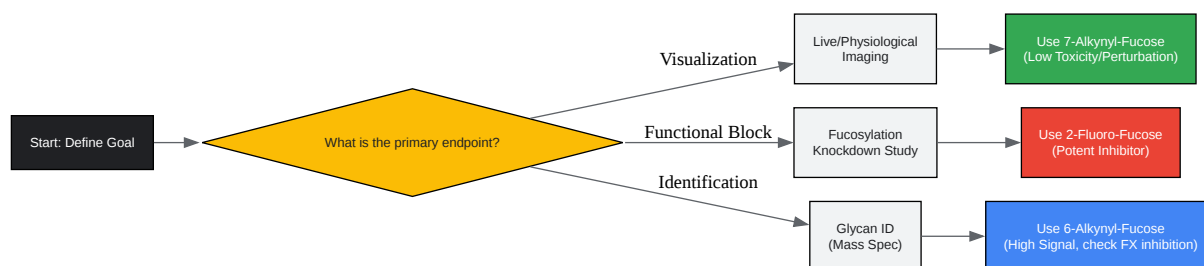 Start: Define Goal
What is the primary endpoint?
Visualization
Live/Physiological
Imaging
Use 7-Alkynyl-Fucose
(Low Toxicity/Perturbation)
Functional Block
Fucosylation
Knockdown Study
Use 2-Fluoro-Fucose
(Potent Inhibitor)
Identification
Glycan ID
(Mass Spec)
Use 6-Alkynyl-Fucose
(High Signal, check FX inhibition)